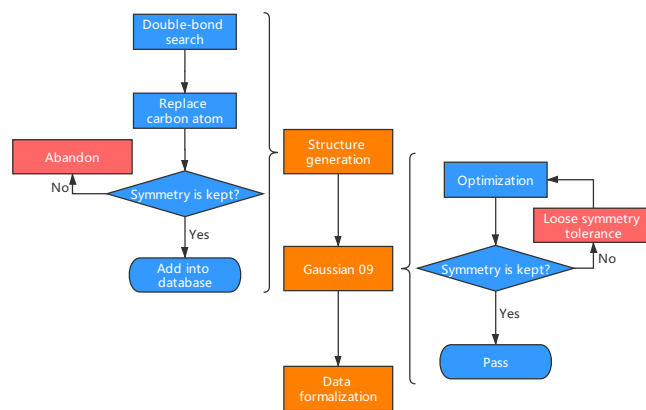 Double-bond
search
Replace
carbon atom
Abandon
No
Symmetry is kept?
Yes
Add into
database
Structure
generation
Gaussian 09
Data
formalization
Optimization
Loose symmetry
tolerance
No
Symmetry is kept?
Yes
Pass